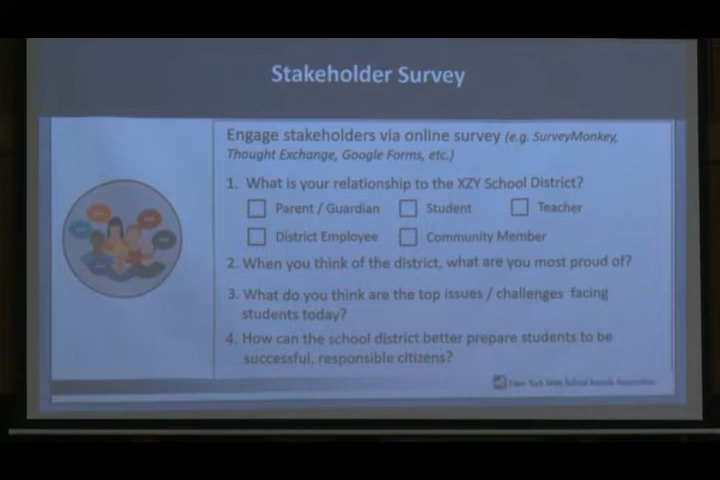 Stakeholder Survey
Engage stakeholders via online survey (e.g. SurveyMonkey,
Thought Exchange, Google Forms, etc.)
1. What is your relationship to the XZY School District?
Parent / Guardian Student Teacher
District Employee Community Member
2. When you think of the district, what are you most proud of?
3. What do you think are the top issues / challenges facing
students today?
4. How can the school district better prepare students to be
successful, responsible citizens?
New York State School Boards Association